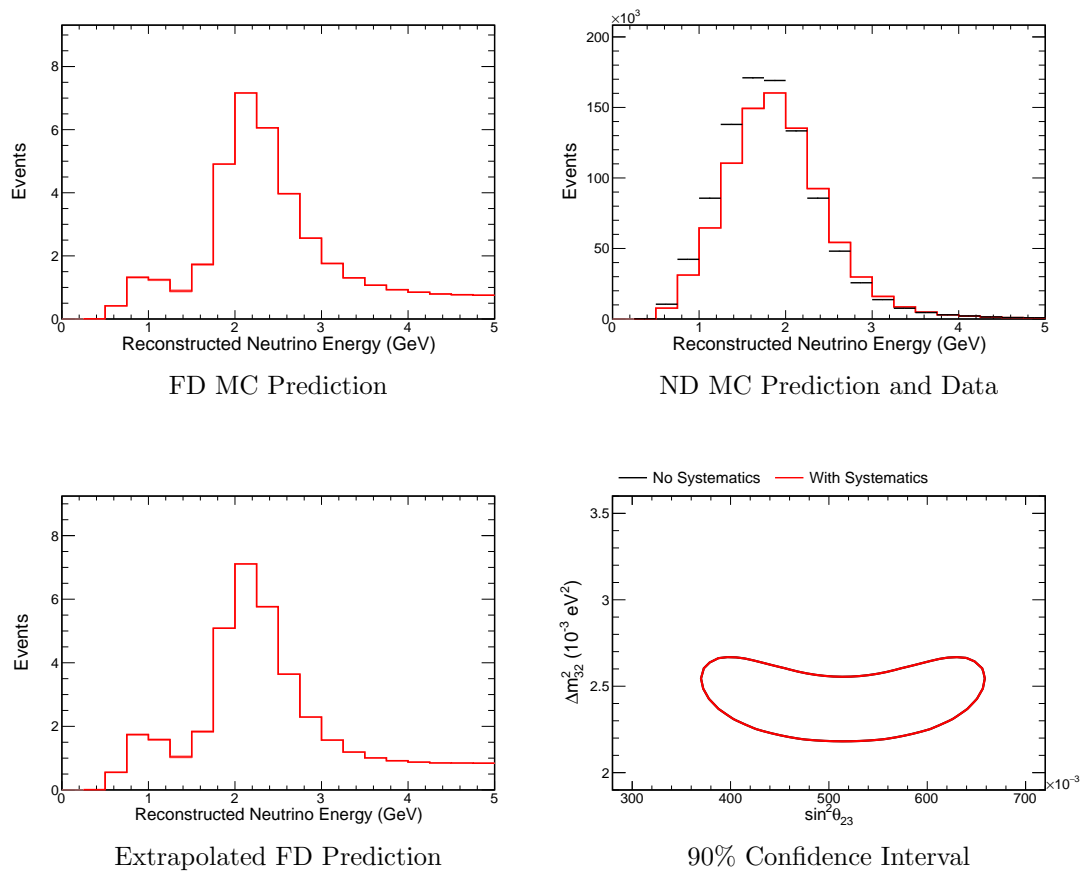 8
6
4
2
0
Events
0 1 2 3 4 5
Reconstructed Neutrino Energy (GeV)
FD MC Prediction
×10³
200
150
100
50
0
Events
0 1 2 3 4 5
Reconstructed Neutrino Energy (GeV)
ND MC Prediction and Data
8
6
4
2
0
Events
0 1 2 3 4 5
Reconstructed Neutrino Energy (GeV)
Extrapolated FD Prediction
No Systematics With Systematics
3.5
3
2.5
2
Δm²₃₂ (10⁻³ eV²)
300 400 500 600 700
×10⁻³
sin²θ₂₃
90% Confidence Interval